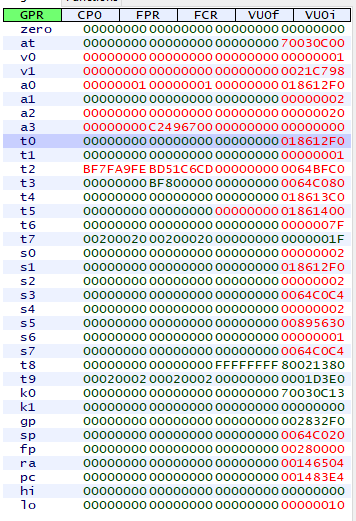 GPR CP0 FPR FCR VU0f VU0i
zero 00000000 00000000 00000000 00000000
at 00000000 00000000 00000000 70030C00
v0 00000000 00000000 00000000 00000001
v1 00000000 00000000 00000000 0021C798
a0 00000001 00000001 00000000 018612F0
a1 00000000 00000000 00000000 00000002
a2 00000000 00000000 00000000 00000020
a3 00000000 C2496700 00000000 00000000
t0 00000000 00000000 00000000 018612F0
t1 00000000 00000000 00000000 00000001
t2 BF7FA9FE BD51C6CD 00000000 0064BFC0
t3 00000000 BF800000 00000000 0064C080
t4 00000000 00000000 00000000 018613C0
t5 00000000 00000000 00000000 01861400
t6 00000000 00000000 00000000 0000007F
t7 00200020 00200020 00000000 0000001F
s0 00000000 00000000 00000000 00000002
s1 00000000 00000000 00000000 018612F0
s2 00000000 00000000 00000000 00000002
s3 00000000 00000000 00000000 0064C0C4
s4 00000000 00000000 00000000 00000002
s5 00000000 00000000 00000000 00895630
s6 00000000 00000000 00000000 00000001
s7 00000000 00000000 00000000 0064C0C4
t8 00000000 00000000 FFFFFFFF 80021380
t9 00020002 00020002 00000000 0001D3E0
k0 00000000 00000000 00000000 70030C13
k1 00000000 00000000 00000000 00000000
gp 00000000 00000000 00000000 002832F0
sp 00000000 00000000 00000000 0064C020
fp 00000000 00000000 00000000 00280000
ra 00000000 00000000 00000000 00146504
pc 00000000 00000000 00000000 001483E4
hi 00000000 00000000 00000000 00000000
lo 00000000 00000000 00000000 00000010